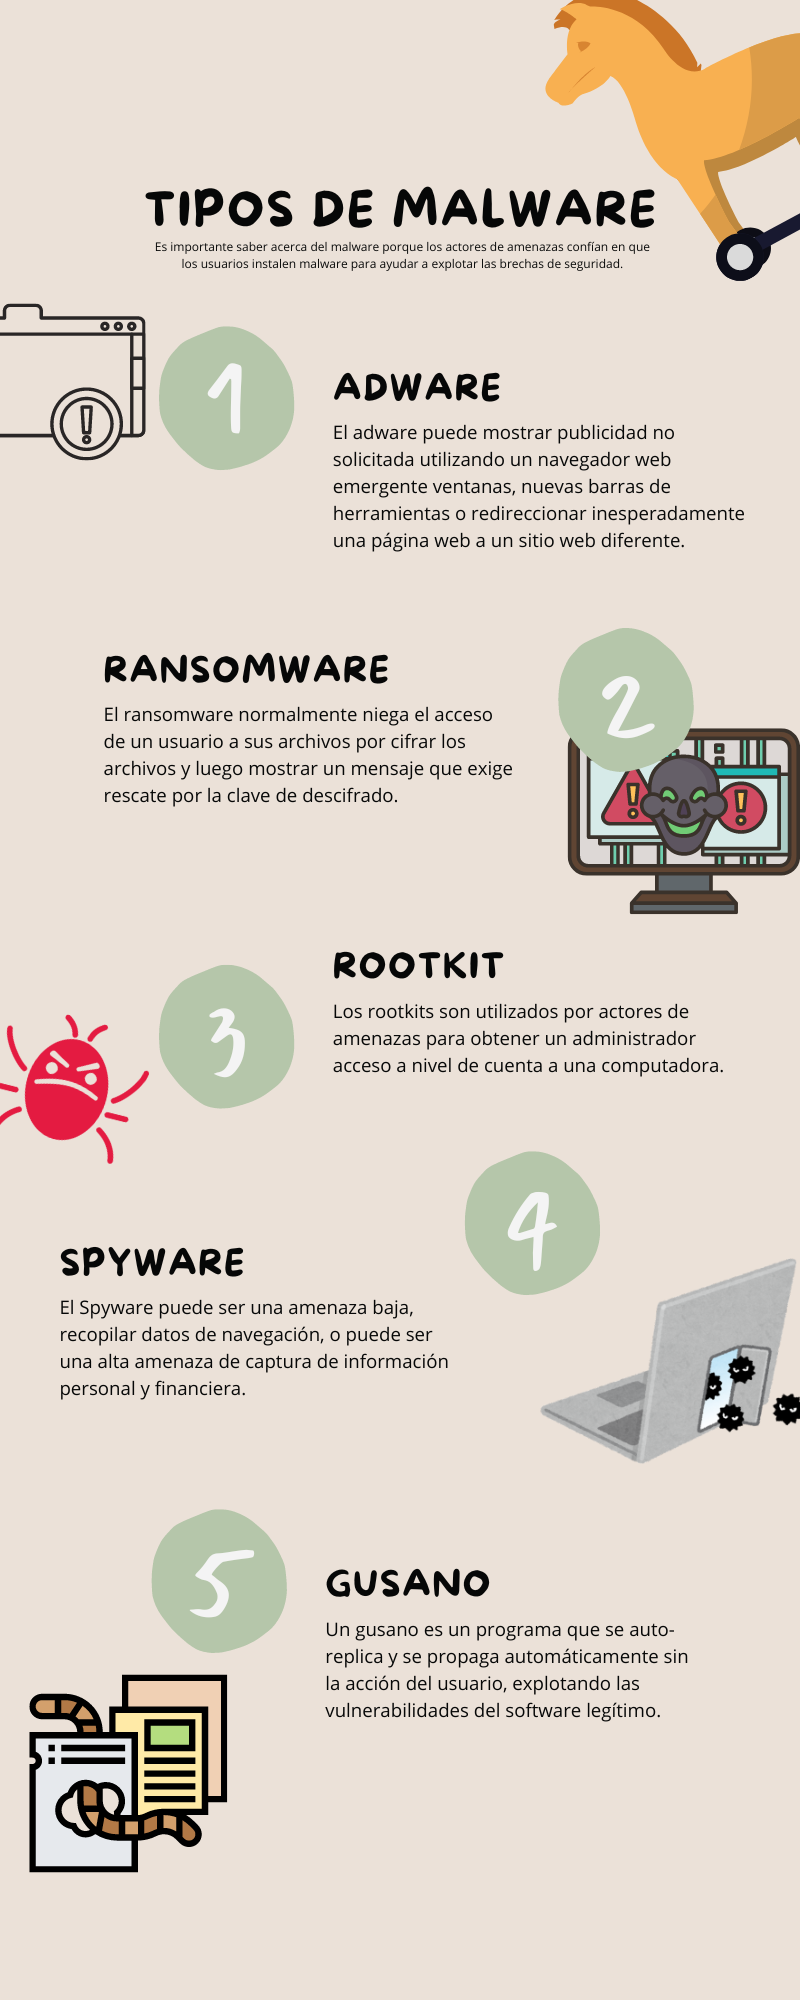 TIPOS DE MALWARE
Es importante saber acerca del malware porque los actores de amenazas confían en que
los usuarios instalen malware para ayudar a explotar las brechas de seguridad.
1
ADWARE
El adware puede mostrar publicidad no
solicitada utilizando un navegador web
emergente ventanas, nuevas barras de
herramientas o redireccionar inesperadamente
una página web a un sitio web diferente.
2
RANSOMWARE
El ransomware normalmente niega el acceso
de un usuario a sus archivos por cifrar los
archivos y luego mostrar un mensaje que exige
rescate por la clave de descifrado.
3
ROOTKIT
Los rootkits son utilizados por actores de
amenazas para obtener un administrador
acceso a nivel de cuenta a una computadora.
4
SPYWARE
El Spyware puede ser una amenaza baja,
recopilar datos de navegación, o puede ser
una alta amenaza de captura de información
personal y financiera.
5
GUSANO
Un gusano es un programa que se auto-
replica y se propaga automáticamente sin
la acción del usuario, explotando las
vulnerabilidades del software legítimo.